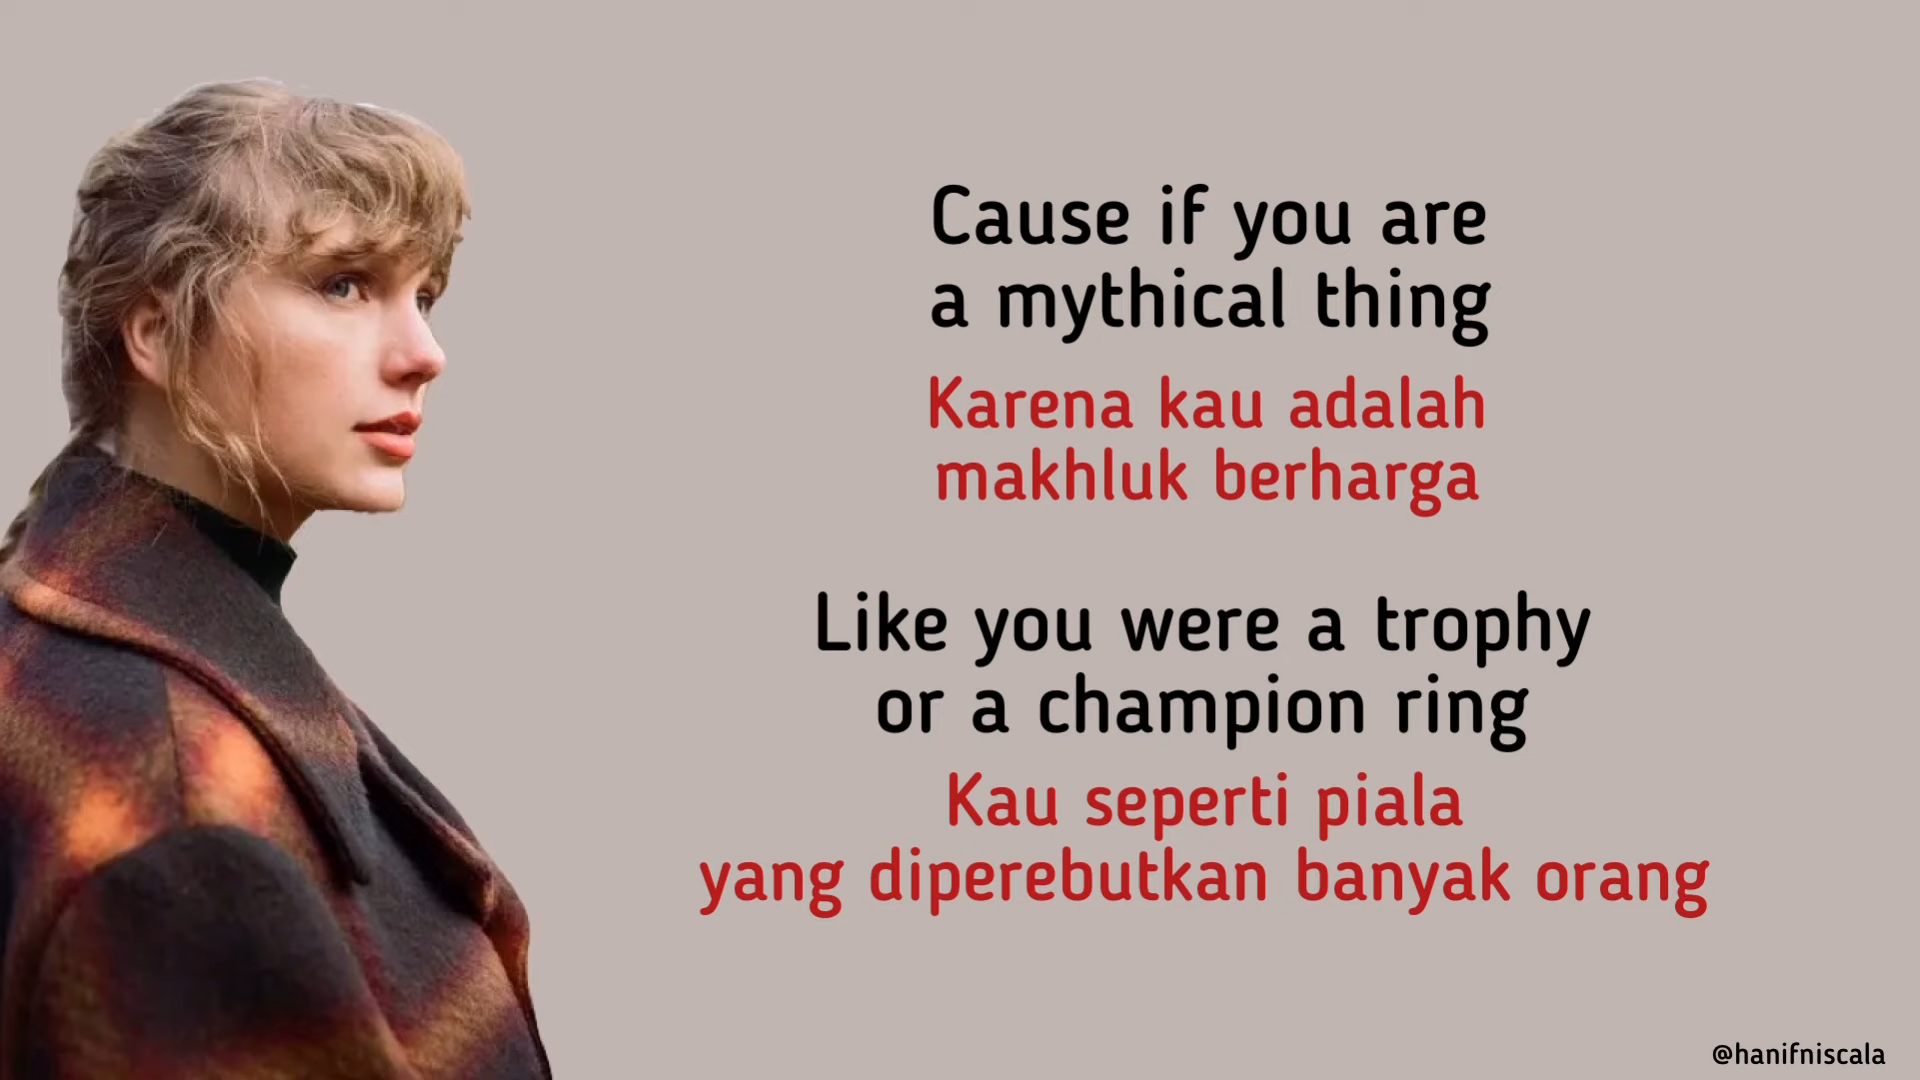 Cause if you are
a mythical thing
Karena kau adalah
makhluk berharga
Like you were a trophy
or a champion ring
Kau seperti piala
yang diperebutkan banyak orang
@hanifniscala